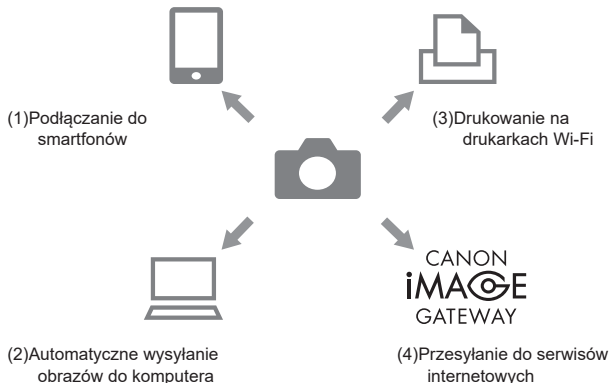 (1)Podłączanie do
smartfonów
(3)Drukowanie na
drukarkach Wi-Fi
CANON
iMAGE
GATEWAY
(2)Automatyczne wysyłanie
obrazów do komputera
(4)Przesyłanie do serwisów
internetowych